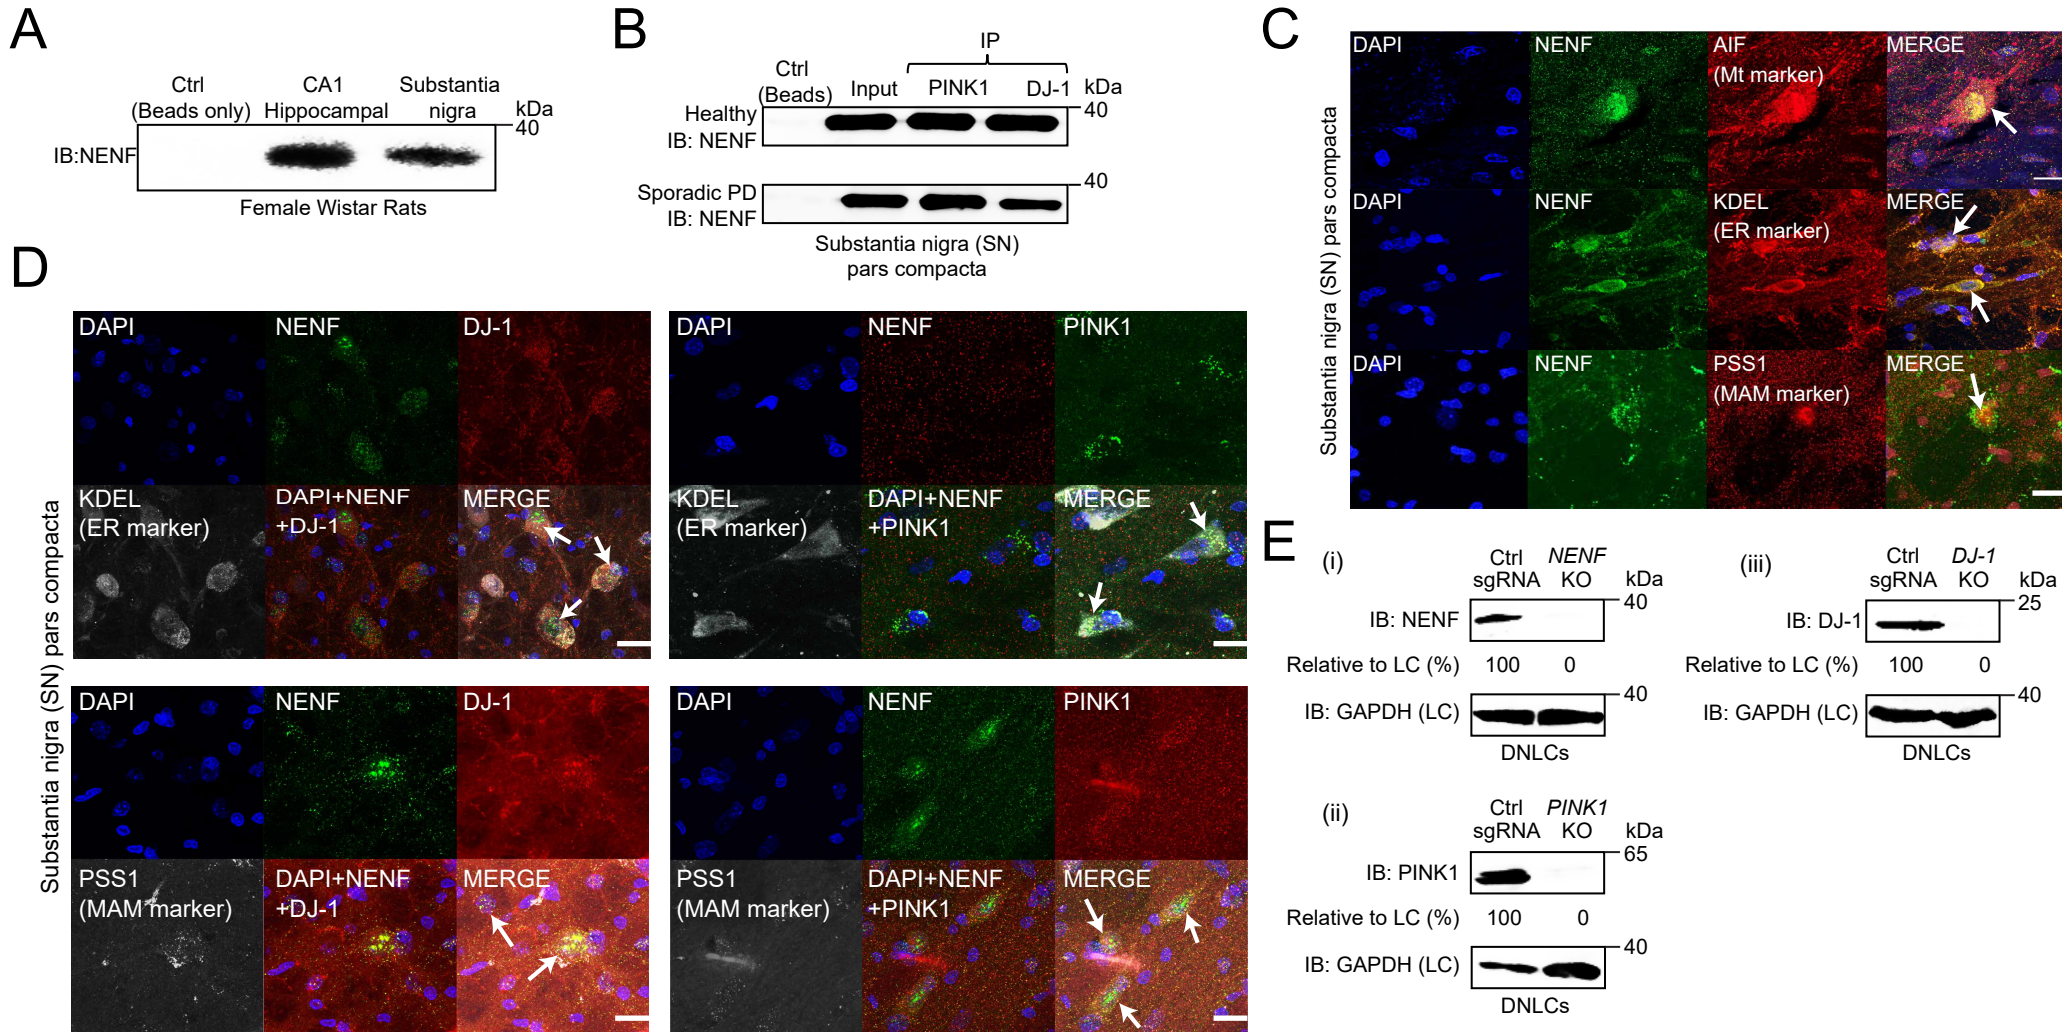 A
Ctrl
(Beads only)
CA1
Hippocampal
Substantia
nigra
kDa
40
IB:NENF
Female Wistar Rats
B
IP
Ctrl
(Beads)
Input
PINK1
DJ-1
kDa
Healthy
IB: NENF
40
Sporadic PD
IB: NENF
40
Substantia nigra (SN)
pars compacta
C
Substantia nigra (SN) pars compacta
DAPI
NENF
AIF
(Mt marker)
MERGE
DAPI
NENF
KDEL
(ER marker)
MERGE
DAPI
NENF
PSS1
(MAM marker)
MERGE
D
Substantia nigra (SN) pars compacta
DAPI
NENF
DJ-1
KDEL
(ER marker)
DAPI+NENF
+DJ-1
MERGE
DAPI
NENF
PINK1
KDEL
(ER marker)
DAPI+NENF
+PINK1
MERGE
DAPI
NENF
DJ-1
PSS1
(MAM marker)
DAPI+NENF
+DJ-1
MERGE
DAPI
NENF
PINK1
PSS1
(MAM marker)
DAPI+NENF
+PINK1
MERGE
E
(i)
Ctrl
sgRNA
NENF
KO
kDa
40
IB: NENF
Relative to LC (%) 100 0
40
IB: GAPDH (LC)
DNLCs
(iii)
Ctrl
sgRNA
DJ-1
KO
kDa
25
IB: DJ-1
Relative to LC (%) 100 0
40
IB: GAPDH (LC)
DNLCs
(ii)
Ctrl
sgRNA
PINK1
KO
kDa
65
IB: PINK1
Relative to LC (%) 100 0
40
IB: GAPDH (LC)
DNLCs